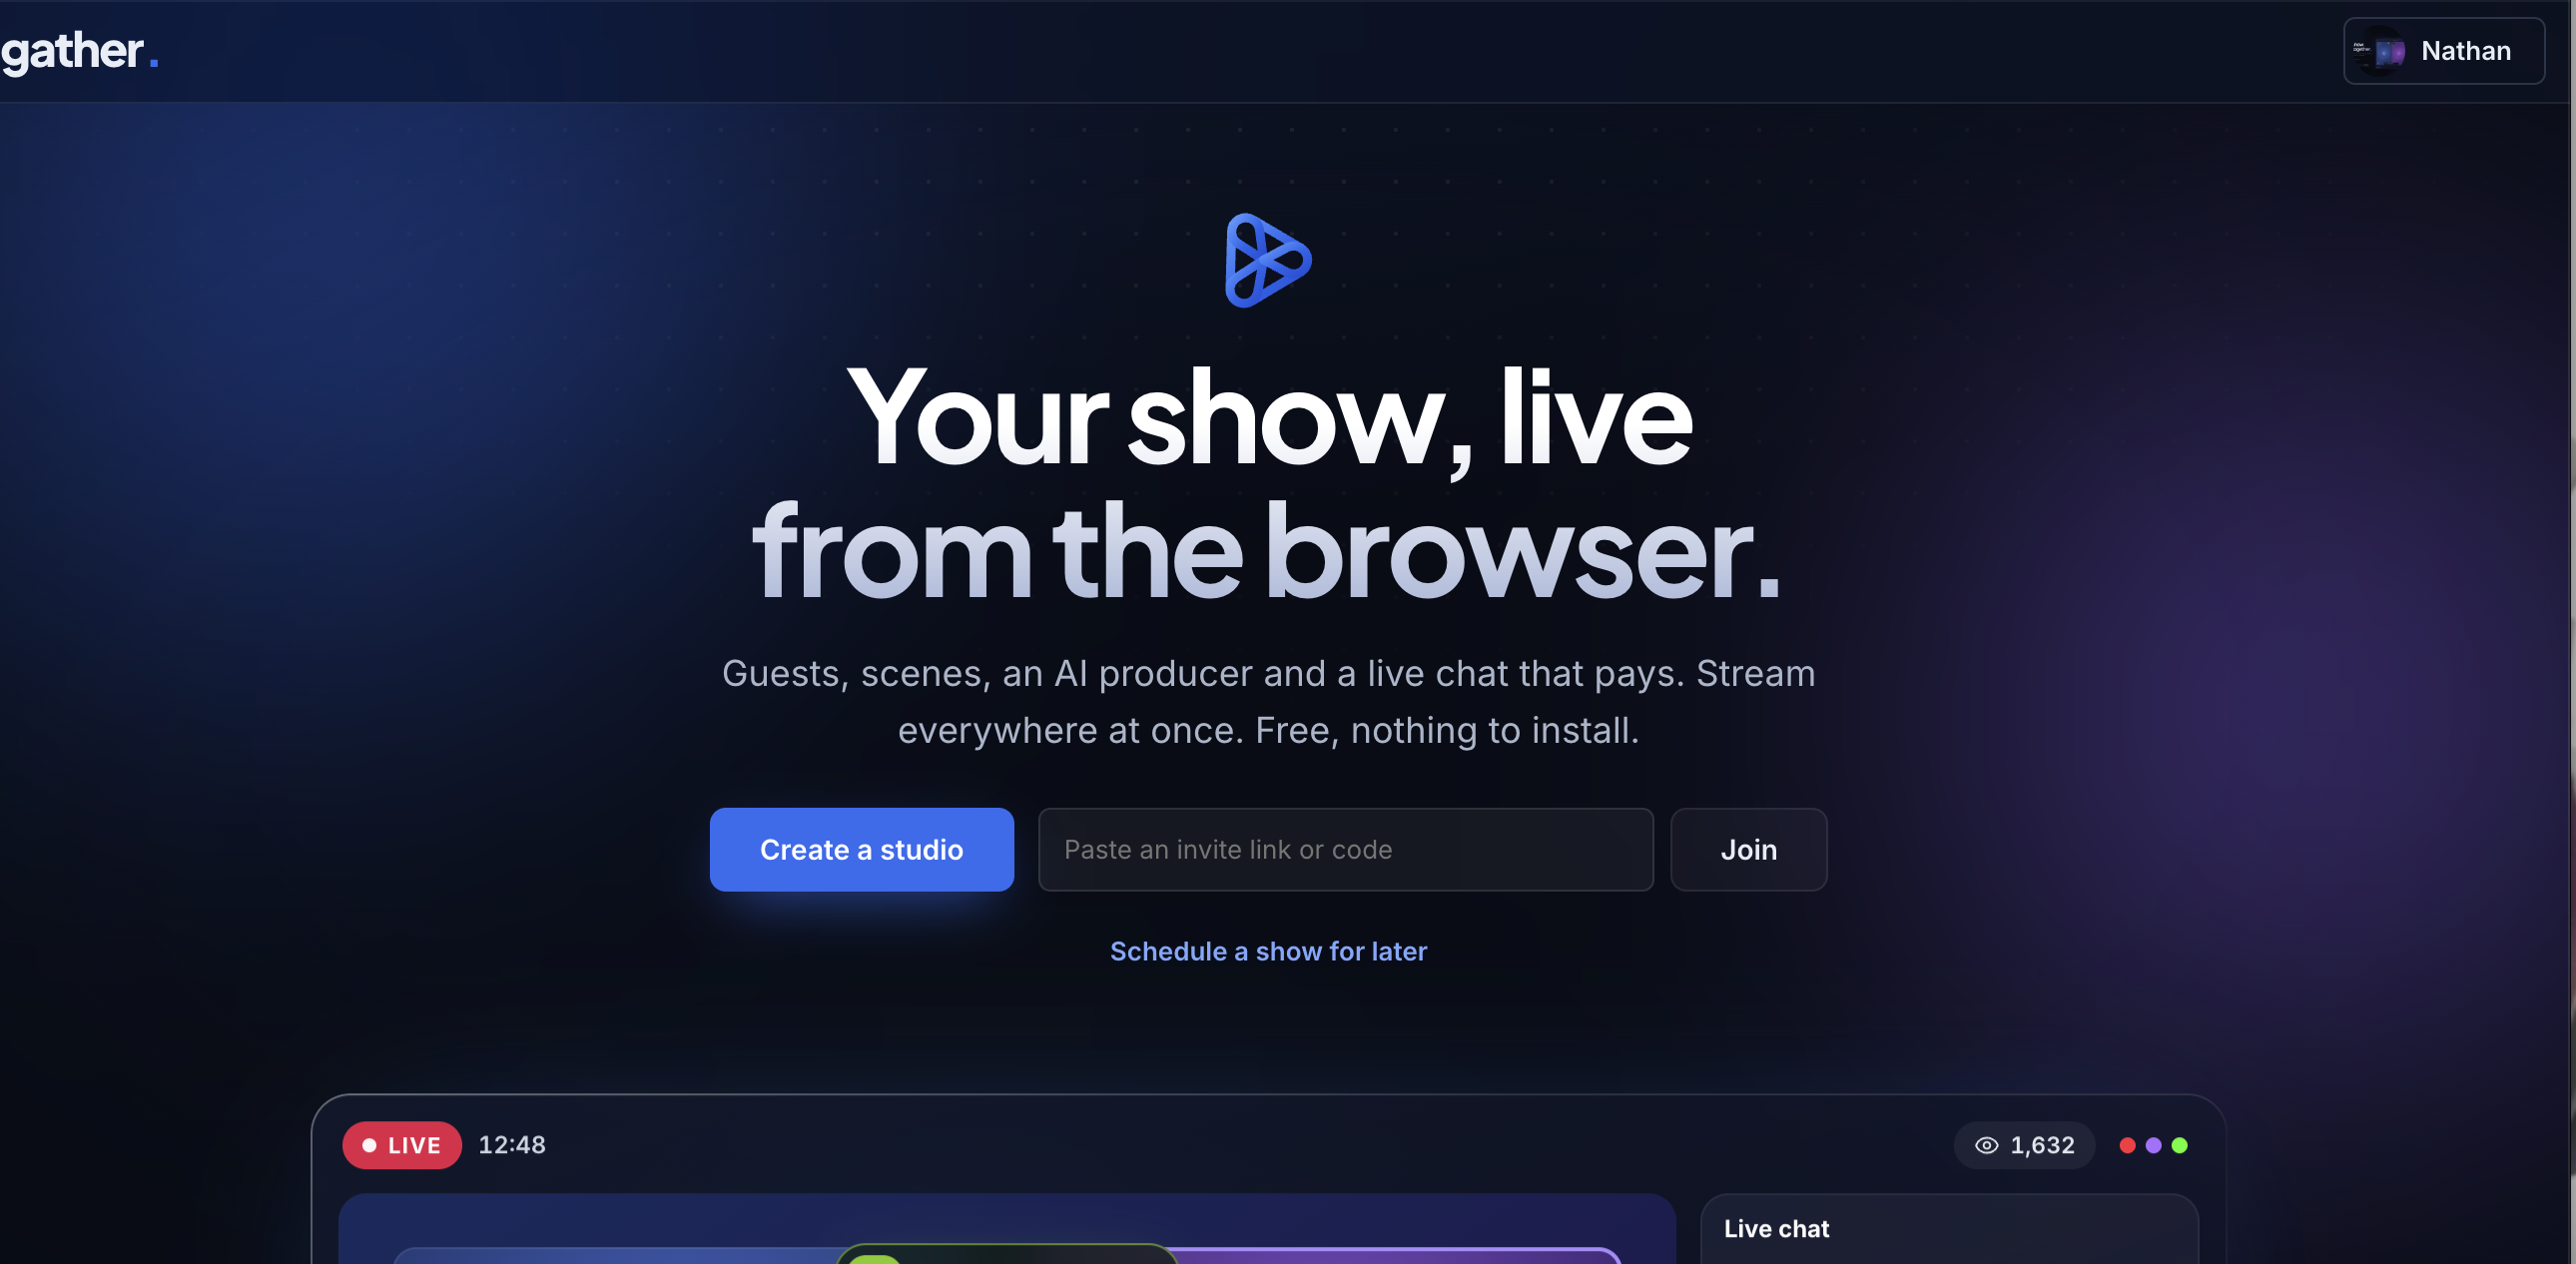 gather.
Nathan
Your show, live
from the browser.
Guests, scenes, an AI producer and a live chat that pays. Stream
everywhere at once. Free, nothing to install.
Create a studio
Paste an invite link or code
Join
Schedule a show for later
LIVE 12:48
1,632
Live chat